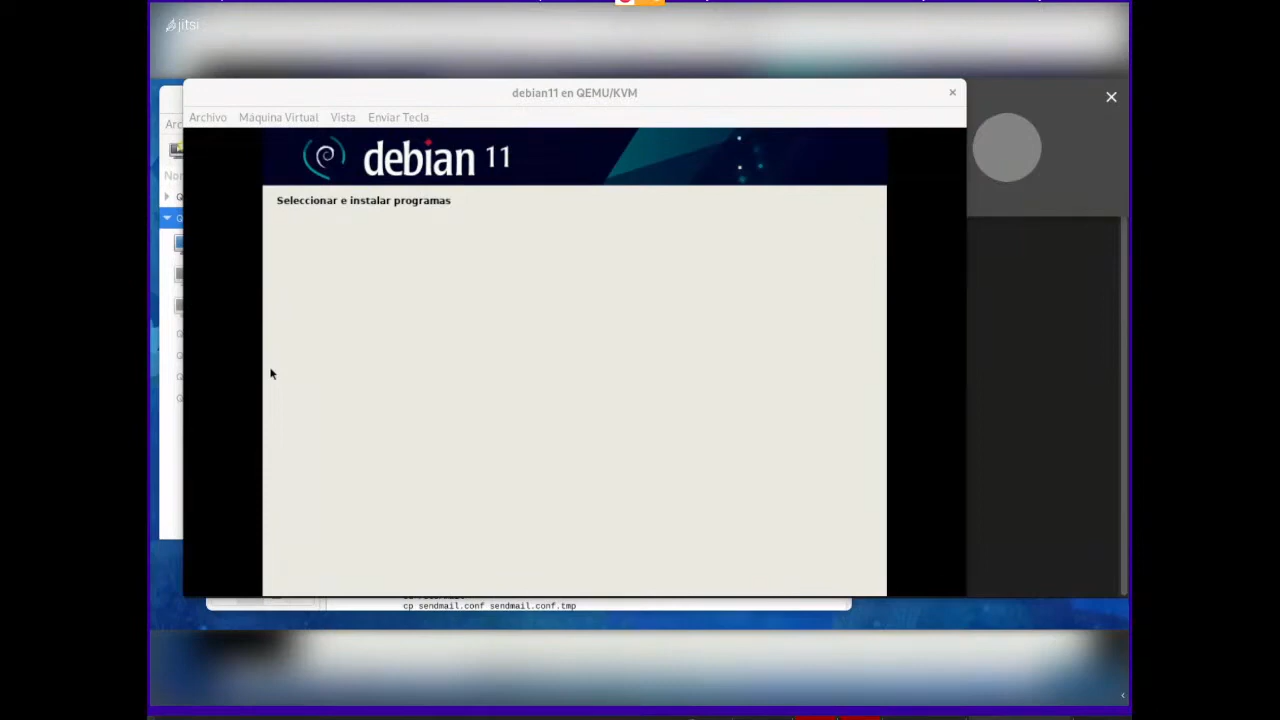 jitsi
debian11 en QEMU/KVM
Archivo Máquina Virtual Vista Enviar Tecla
debian 11
Seleccionar e instalar programas
cp sendmail.conf sendmail.conf.tmp